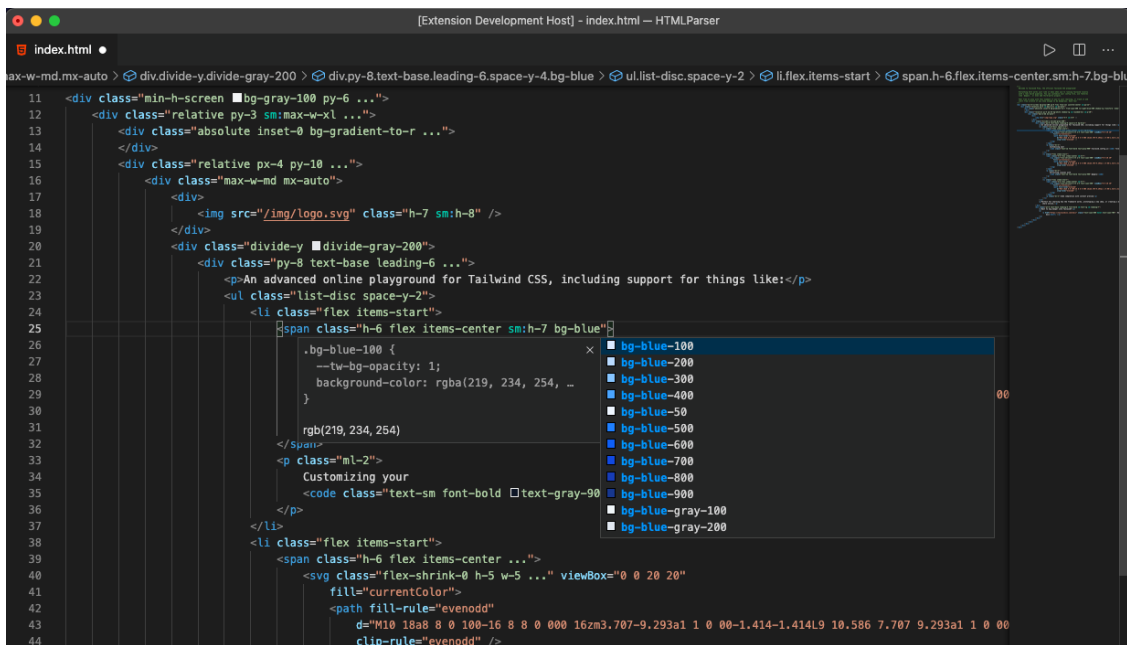 [Extension Development Host] - index.html — HTMLParser
index.html
ax-w-md.mx-auto > div.divide-y.divide-gray-200 > div.py-8.text-base.leading-6.space-y-4.bg-blue > ul.list-disc.space-y-2 > li.flex.items-start > span.h-6.flex.items-center.sm:h-7.bg-blu
11 <div class="min-h-screen bg-gray-100 py-6 ...">
12 <div class="relative py-3 sm:max-w-xl ...">
13 <div class="absolute inset-0 bg-gradient-to-r ...">
14 </div>
15 <div class="relative px-4 py-10 ...">
16 <div class="max-w-md mx-auto">
17 <div>
18 <img src="/img/logo.svg" class="h-7 sm:h-8" />
19 </div>
20 <div class="divide-y divide-gray-200">
21 <div class="py-8 text-base leading-6 ...">
22 <p>An advanced online playground for Tailwind CSS, including support for things like:</p>
23 <ul class="list-disc space-y-2">
24 <li class="flex items-start">
25 <span class="h-6 flex items-center sm:h-7 bg-blue">
26 .bg-blue-100 { × bg-blue-100
27 --tw-bg-opacity: 1; bg-blue-200
28 background-color: rgba(219, 234, 254, … bg-blue-300
29 } bg-blue-400 00
30 bg-blue-50
31 rgb(219, 234, 254) bg-blue-500
32 </span> bg-blue-600
33 <p class="ml-2"> bg-blue-700
34 Customizing your bg-blue-800
35 <code class="text-sm font-bold text-gray-90 bg-blue-900
36 </p> bg-blue-gray-100
37 </li> bg-blue-gray-200
38 <li class="flex items-start">
39 <span class="h-6 flex items-center ...">
40 <svg class="flex-shrink-0 h-5 w-5 ..." viewBox="0 0 20 20"
41 fill="currentColor">
42 <path fill-rule="evenodd"
43 d="M10 18a8 8 0 100-16 8 8 0 000 16zm3.707-9.293a1 1 0 00-1.414-1.414L9 10.586 7.707 9.293a1 1 0 00
44 clip-rule="evenodd" />